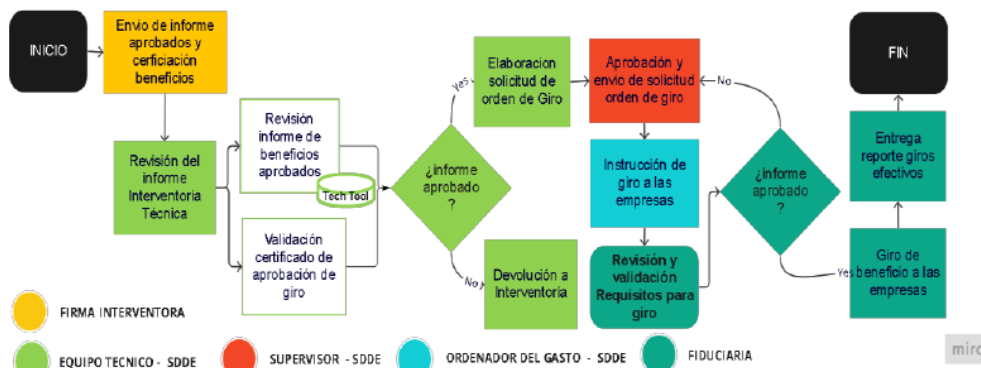 INICIO
Envio de informe
aprobados y
cerficiación
beneficios
Revisión del
informe
Interventoría
Técnica
Revisión
informe de
beneficios
aprobados
Tech Tool
Validación
certificado de
aprobación de
giro
¿informe
aprobado
?
Yes
No
Elaboracion
solicitud de
orden de Giro
Devolución a
Interventoría
Aprobación y
envio de solicitud
orden de giro
Instrucción de
giro a las
empresas
Revisión y
validación
Requisitos para
giro
¿informe
aprobado
?
No
Yes
Giro de
beneficio a las
empresas
Entrega
reporte giros
efectivos
FIN
FIRMA INTERVENTORA
EQUIPO TECNICO - SDDE
SUPERVISOR - SDDE
ORDENADOR DEL GASTO - SDDE
FIDUCIARIA
miro